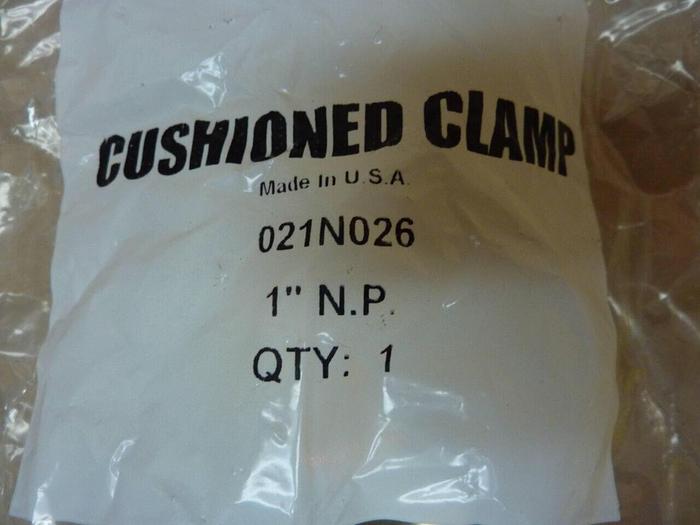 CUSHIONED CLAMP
Made In U.S.A.
021N026
1" N.P.
QTY: 1